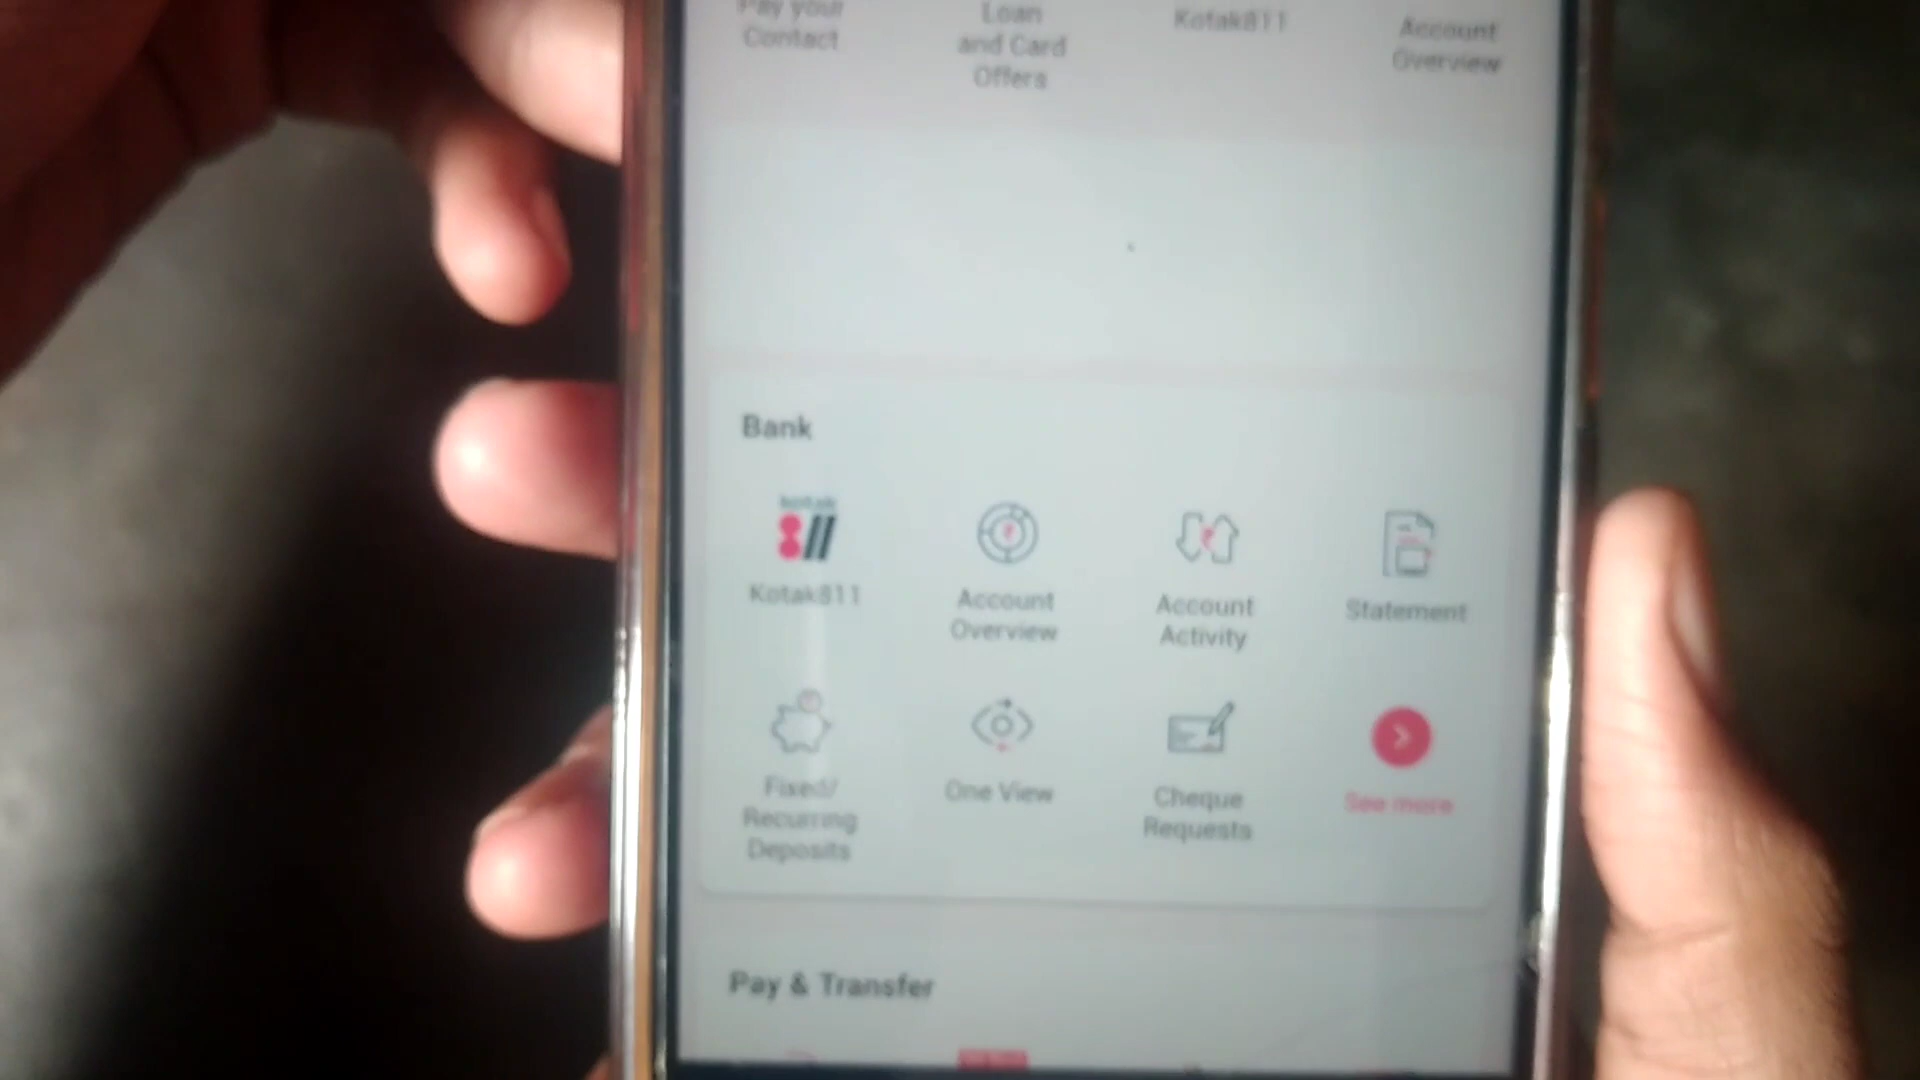 Pay your
Contact
Loan
and Card
Offers
Kotak811
Account
Overview
Bank
kotak
811
Kotak811
Account
Overview
Account
Activity
Statement
Fixed/
Recurring
Deposits
One View
Cheque
Requests
See more
Pay & Transfer